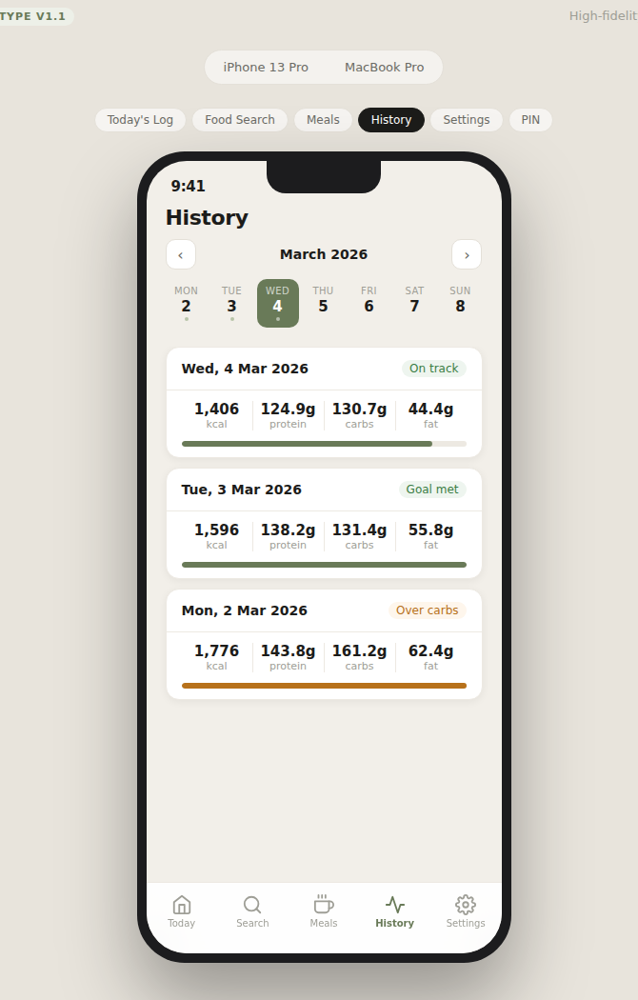 TYPE V1.1
High-fidelit
iPhone 13 Pro MacBook Pro
Today's Log Food Search Meals History Settings PIN
9:41
History
‹ March 2026 ›
MON TUE WED THU FRI SAT SUN
2 3 4 5 6 7 8
Wed, 4 Mar 2026 On track
1,406 124.9g 130.7g 44.4g
kcal protein carbs fat
Tue, 3 Mar 2026 Goal met
1,596 138.2g 131.4g 55.8g
kcal protein carbs fat
Mon, 2 Mar 2026 Over carbs
1,776 143.8g 161.2g 62.4g
kcal protein carbs fat
Today Search Meals History Settings